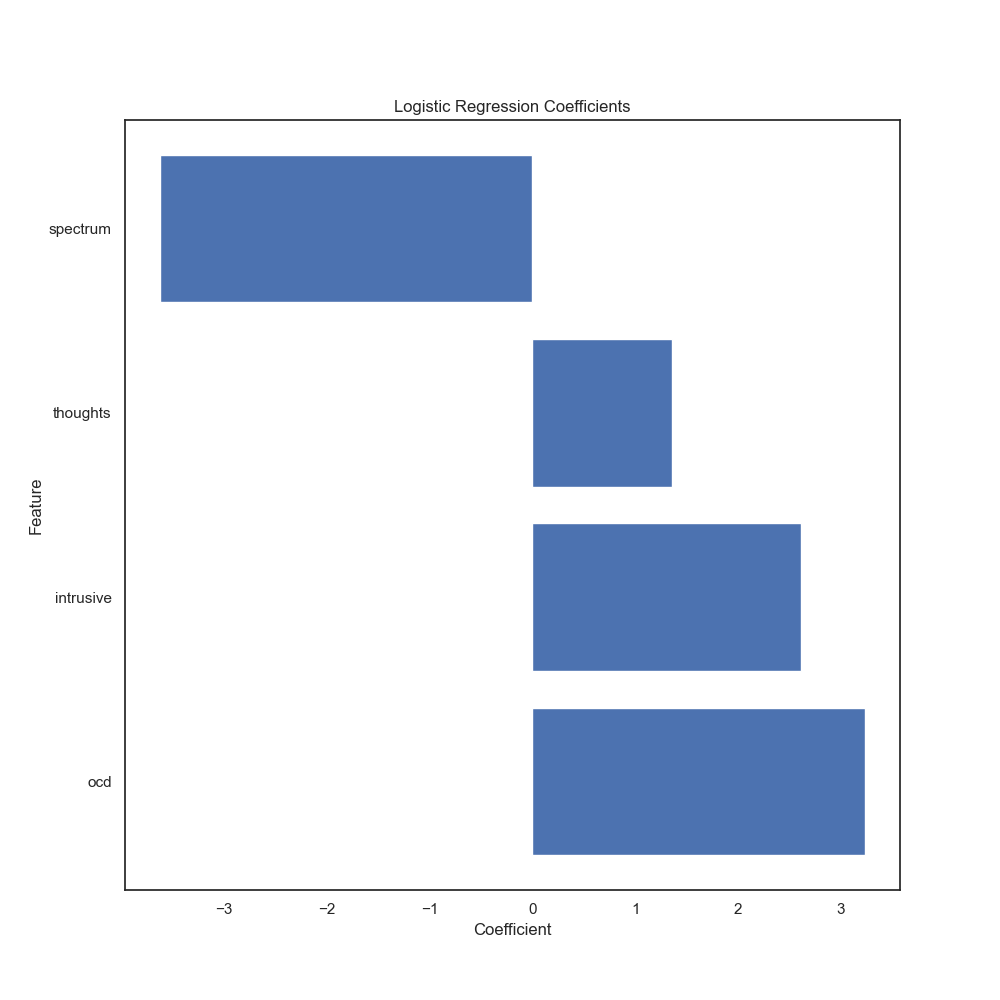 Logistic Regression Coefficients
spectrum
thoughts
intrusive
ocd
Feature
−3 −2 −1 0 1 2 3
Coefficient